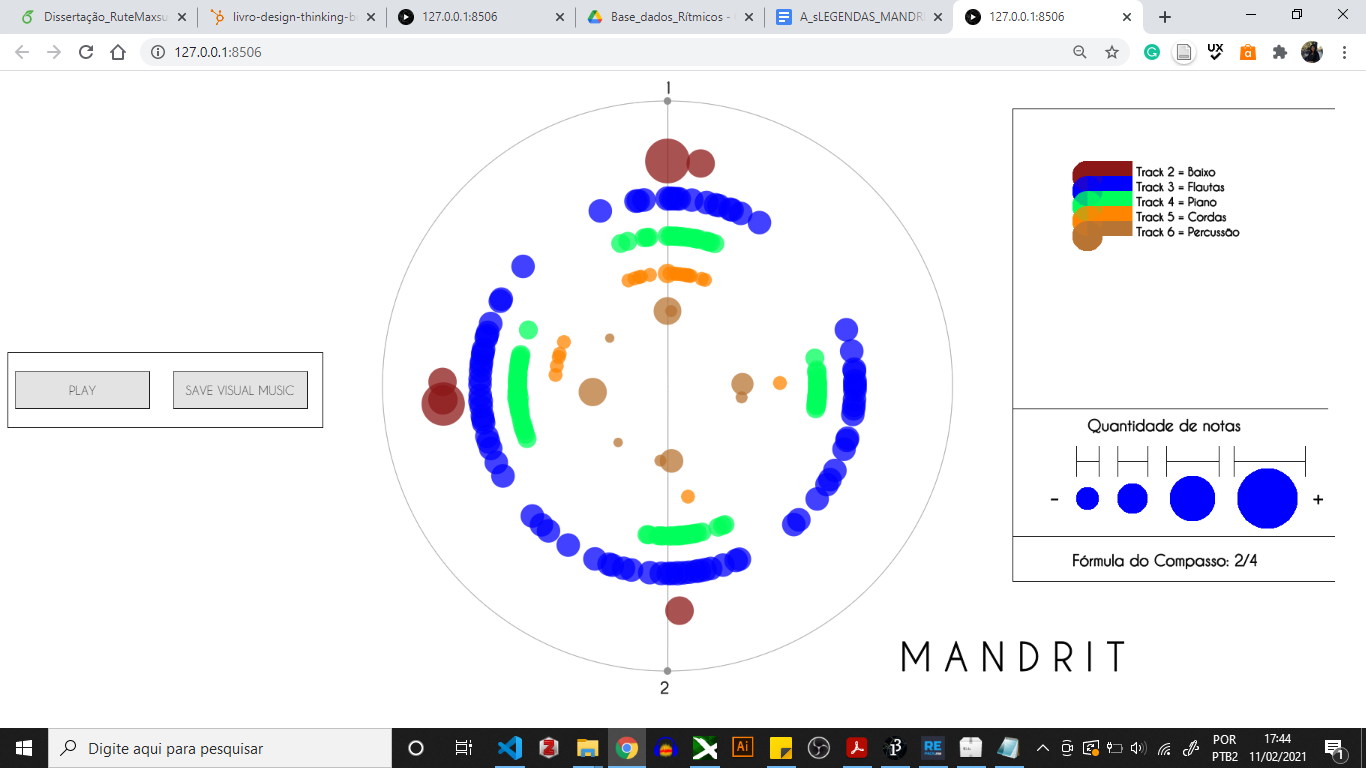 Dissertação_RuteMaxsu
livro-design-thinking-b
127.0.0.1:8506
Base_dados_Rítmicos -
A_sLEGENDAS_MANDR
127.0.0.1:8506
127.0.0.1:8506
1
Track 2 = Baixo
Track 3 = Flautas
Track 4 = Piano
Track 5 = Cordas
Track 6 = Percussão
PLAY
SAVE VISUAL MUSIC
Quantidade de notas
- +
Fórmula do Compasso: 2/4
MANDRIT
2
Digite aqui para pesquisar
POR
PTB2
17:44
11/02/2021